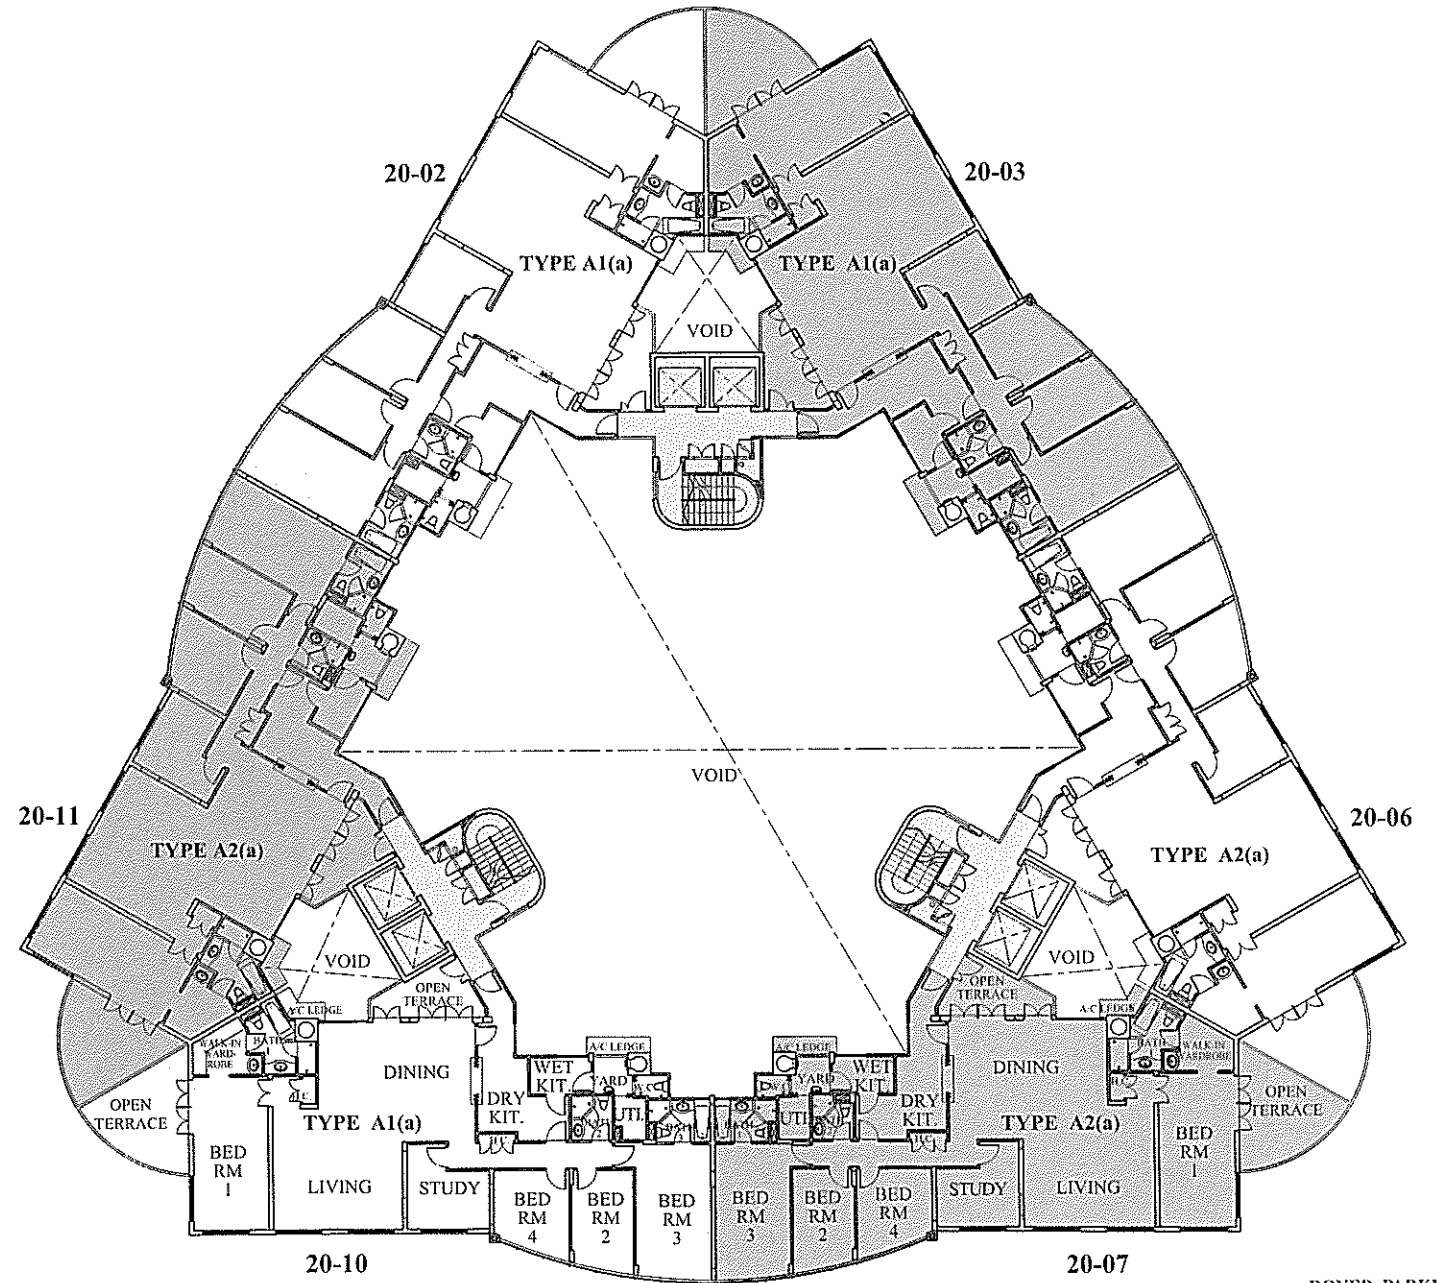 20-02
20-03
TYPE A1(a)
TYPE A1(a)
VOID
VOID
20-11
20-06
TYPE A2(a)
TYPE A2(a)
VOID
VOID
OPEN
TERRACE
OPEN
TERRACE
A/C LEDGE
A/C LEDGE
WALK-IN
WARD-
ROBE
BATH
1
DINING
WET
KIT.
A/C LEDGE
YARD
W.C
A/C LEDGE
YARD
WET
KIT.
DINING
BATH
WALK-IN
WARDROBE
OPEN
TERRACE
H.C
TYPE A1(a)
DRY
KIT.
UTI.
UTI.
DRY
KIT.
TYPE A2(a)
H.C
OPEN
TERRACE
BED
RM
1
LIVING
STUDY
BED
RM
4
BED
RM
2
BED
RM
3
BED
RM
3
BED
RM
2
BED
RM
4
STUDY
LIVING
BED
RM
1
20-10
20-07